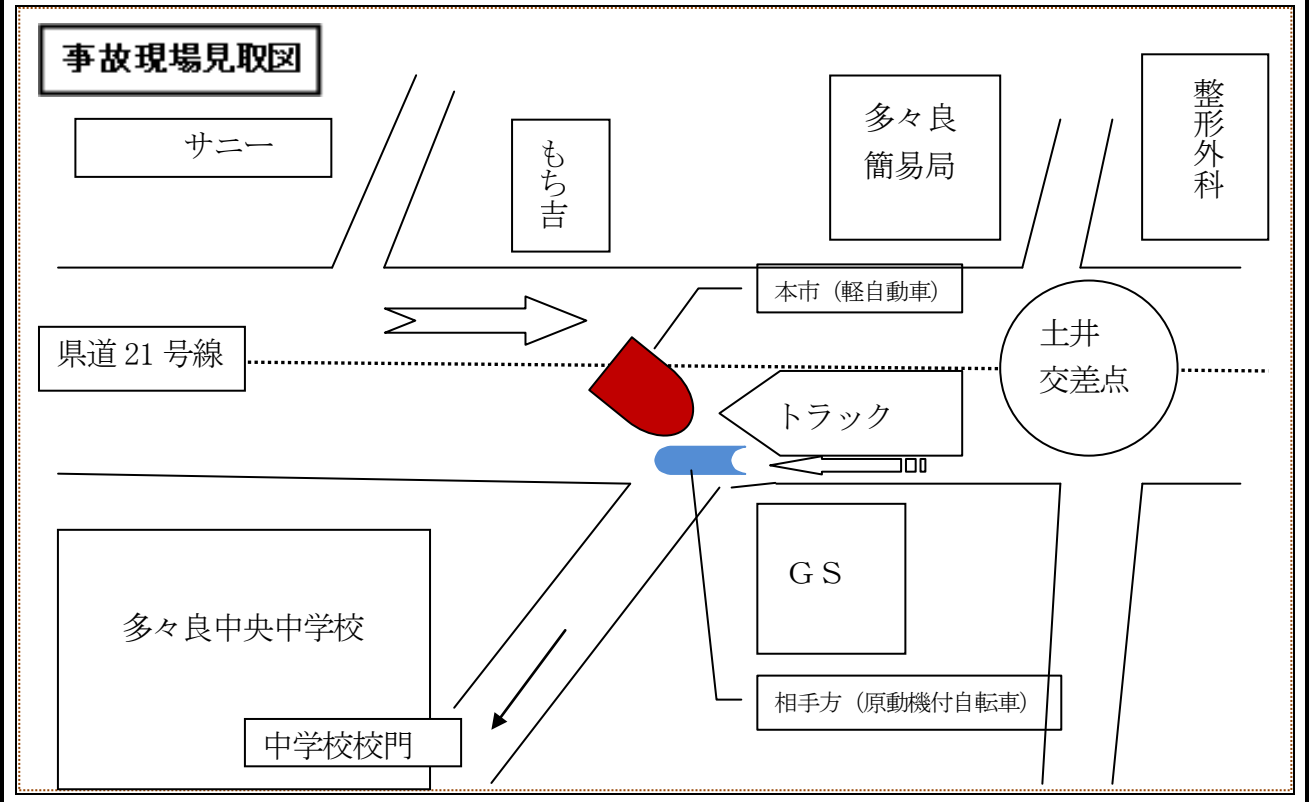 事故現場見取図
サニー
もち吉
多々良
簡易局
整形外科
本市（軽自動車）
県道21号線
土井
交差点
トラック
ＧＳ
多々良中央中学校
相手方（原動機付自転車）
中学校校門